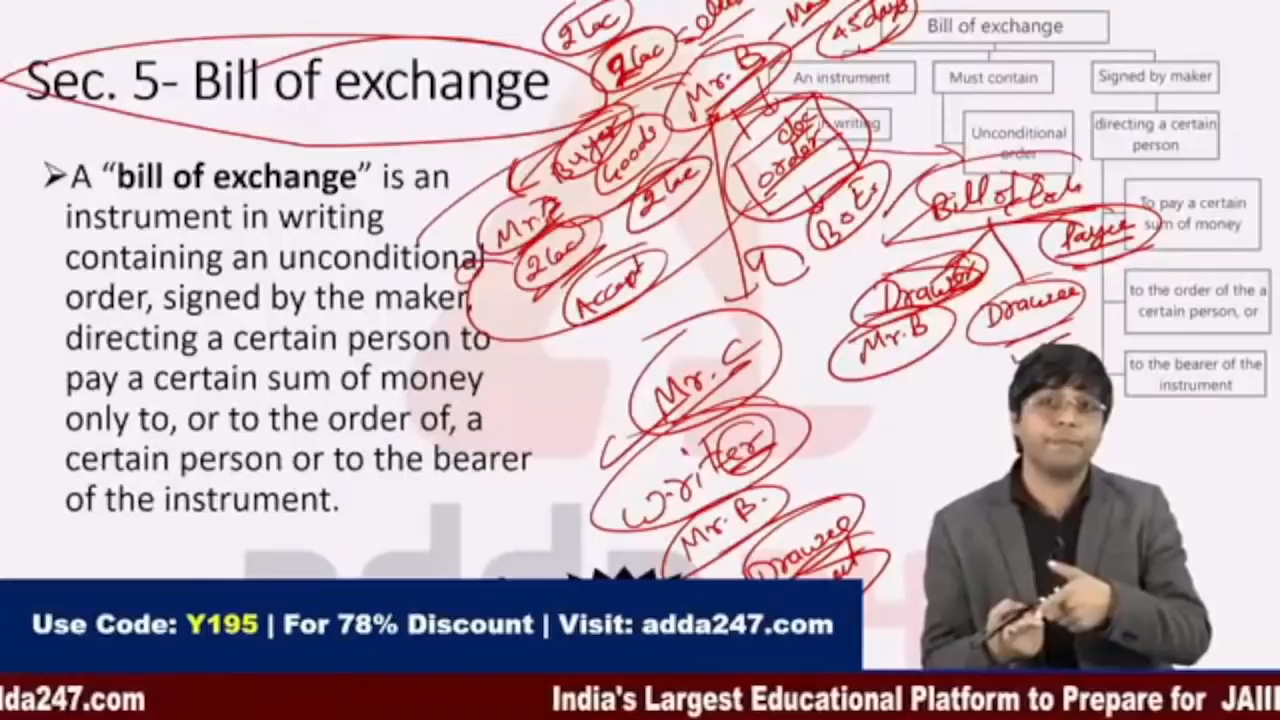 Sec. 5- Bill of exchange
➤A “bill of exchange” is an
instrument in writing
containing an unconditional
order, signed by the maker,
directing a certain person to
pay a certain sum of money
only to, or to the order of, a
certain person or to the bearer
of the instrument.
Bill of exchange
An instrument
Must contain
Signed by maker
in writing
Unconditional
order
directing a certain
person
To pay a certain
sum of money
to the order of the a
certain person, or
to the bearer of the
instrument
2 lac
2 lac
Mr. B
45 days
Buyer
Goods
2 lac
order
BoE
2 lac
Accept
Payee
Drawer
Mr. B
Drawee
Mr. C
writer
Mr. B.
Drawee
adda
Use Code: Y195 | For 78% Discount | Visit: adda247.com
dda247.com
India's Largest Educational Platform to Prepare for JAII